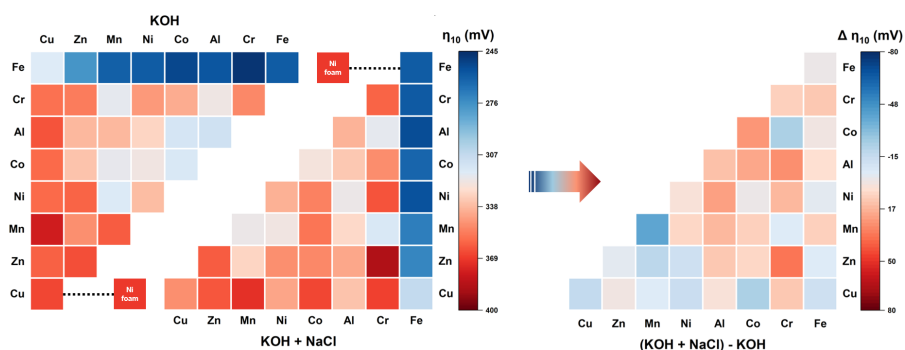 KOH
Cu Zn Mn Ni Co Al Cr Fe
η10 (mV)
Δ η10 (mV)
Fe
Cr
Al
Co
Ni
Mn
Zn
Cu
Ni
foam
Ni
foam
Fe
Cr
Al
Co
Ni
Mn
Zn
Cu
245
276
307
338
369
400
Cu Zn Mn Ni Co Al Cr Fe
KOH + NaCl
Fe
Cr
Co
Al
Ni
Mn
Zn
Cu
-80
-48
-15
17
50
80
Cu Zn Mn Ni Al Co Cr Fe
(KOH + NaCl) - KOH